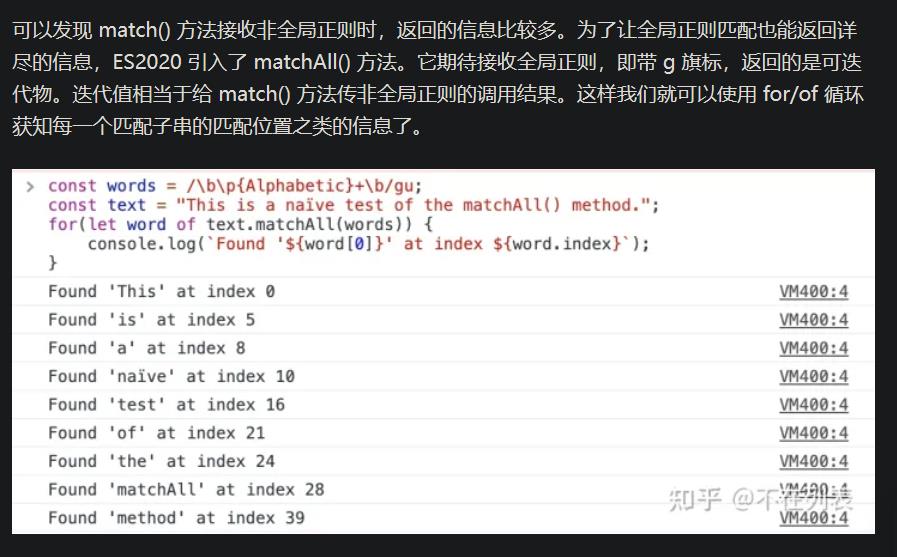 可以发现 match() 方法接收非全局正则时，返回的信息比较多。为了让全局正则匹配也能返回详
尽的信息，ES2020 引入了 matchAll() 方法。它期待接收全局正则，即带 g 旗标，返回的是可迭
代物。迭代值相当于给 match() 方法传非全局正则的调用结果。这样我们就可以使用 for/of 循环
获知每一个匹配子串的匹配位置之类的信息了。
> const words = /\b\p{Alphabetic}+\b/gu;
const text = "This is a naïve test of the matchAll() method.";
for(let word of text.matchAll(words)) {
console.log(`Found '${word[0]}' at index ${word.index}`);
}
Found 'This' at index 0 VM400:4
Found 'is' at index 5 VM400:4
Found 'a' at index 8 VM400:4
Found 'naïve' at index 10 VM400:4
Found 'test' at index 16 VM400:4
Found 'of' at index 21 VM400:4
Found 'the' at index 24 VM400:4
Found 'matchAll' at index 28 VM400:4
知乎 @不在列表
Found 'method' at index 39 VM400:4